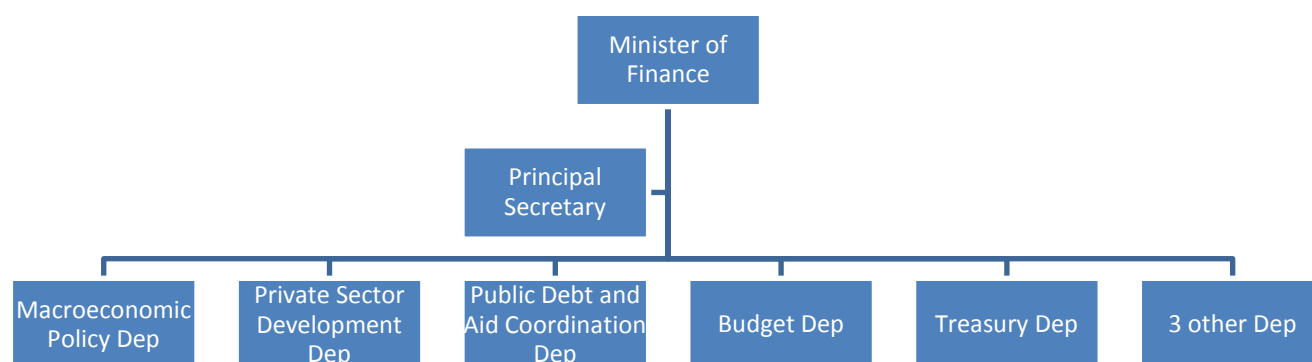 Minister of
Finance
Principal
Secretary
Macroeconomic
Policy Dep
Private Sector
Development
Dep
Public Debt and
Aid Coordination
Dep
Budget Dep
Treasury Dep
3 other Dep